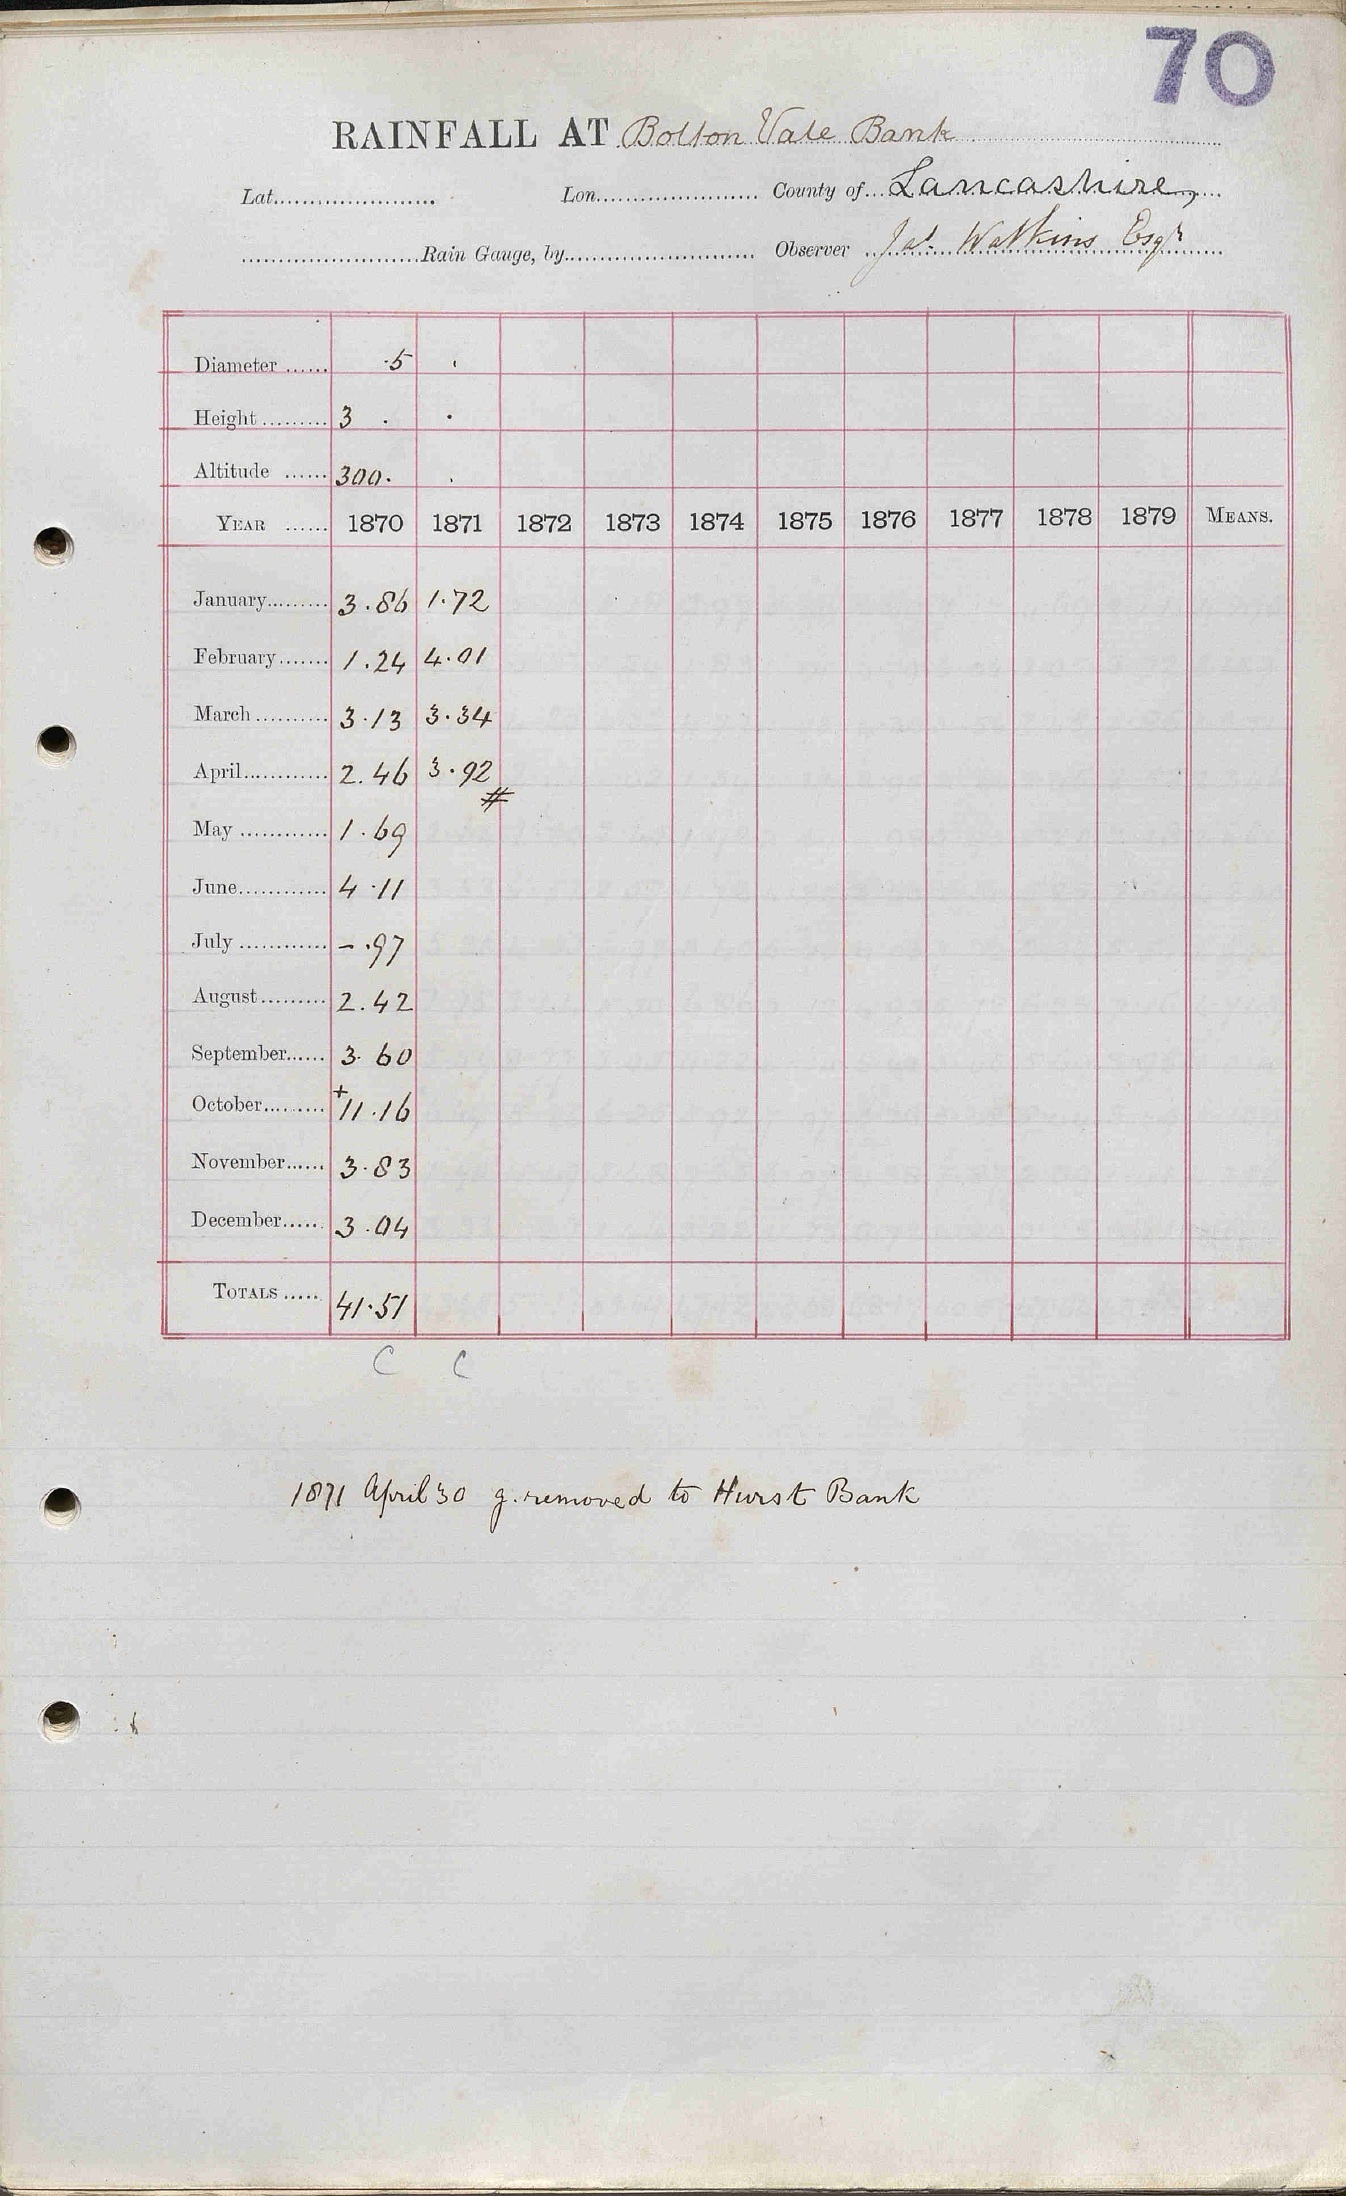 70
RAINFALL AT Bolton Vale Bank
Lat. Lon. County of Lancashire,
Rain Gauge, by Observer Jas. Watkins Esqr
Diameter ...... ·5 ·
Height ......... 3 · ·
Altitude ...... 300· ·
YEAR ...... 1870 1871 1872 1873 1874 1875 1876 1877 1878 1879 MEANS.
January......... 3.86 1.72
February....... 1.24 4.01
March .......... 3.13 3.34
April............ 2.46 3.92 #
May ............ 1.69
June............ 4.11
July ............ – .97
August......... 2.42
September...... 3.60
October......... +11.16
November...... 3.83
December...... 3.04
TOTALS ..... 41.51
C C
1871 April 30 g. removed to Hurst Bank